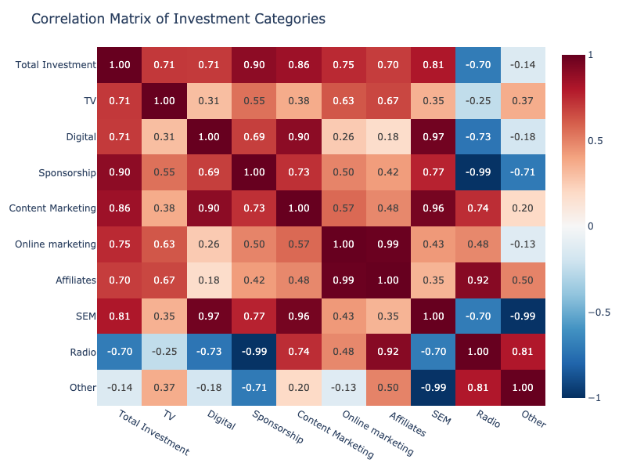 Correlation Matrix of Investment Categories
Total Investment 1.00 0.71 0.71 0.90 0.86 0.75 0.70 0.81 -0.70 -0.14
TV 0.71 1.00 0.31 0.55 0.38 0.63 0.67 0.35 -0.25 0.37
Digital 0.71 0.31 1.00 0.69 0.90 0.26 0.18 0.97 -0.73 -0.18
Sponsorship 0.90 0.55 0.69 1.00 0.73 0.50 0.42 0.77 -0.99 -0.71
Content Marketing 0.86 0.38 0.90 0.73 1.00 0.57 0.48 0.96 0.74 0.20
Online marketing 0.75 0.63 0.26 0.50 0.57 1.00 0.99 0.43 0.48 -0.13
Affiliates 0.70 0.67 0.18 0.42 0.48 0.99 1.00 0.35 0.92 0.50
SEM 0.81 0.35 0.97 0.77 0.96 0.43 0.35 1.00 -0.70 -0.99
Radio -0.70 -0.25 -0.73 -0.99 0.74 0.48 0.92 -0.70 1.00 0.81
Other -0.14 0.37 -0.18 -0.71 0.20 -0.13 0.50 -0.99 0.81 1.00
Total Investment
TV
Digital
Sponsorship
Content Marketing
Online marketing
Affiliates
SEM
Radio
Other
1
0.5
0
−0.5
−1